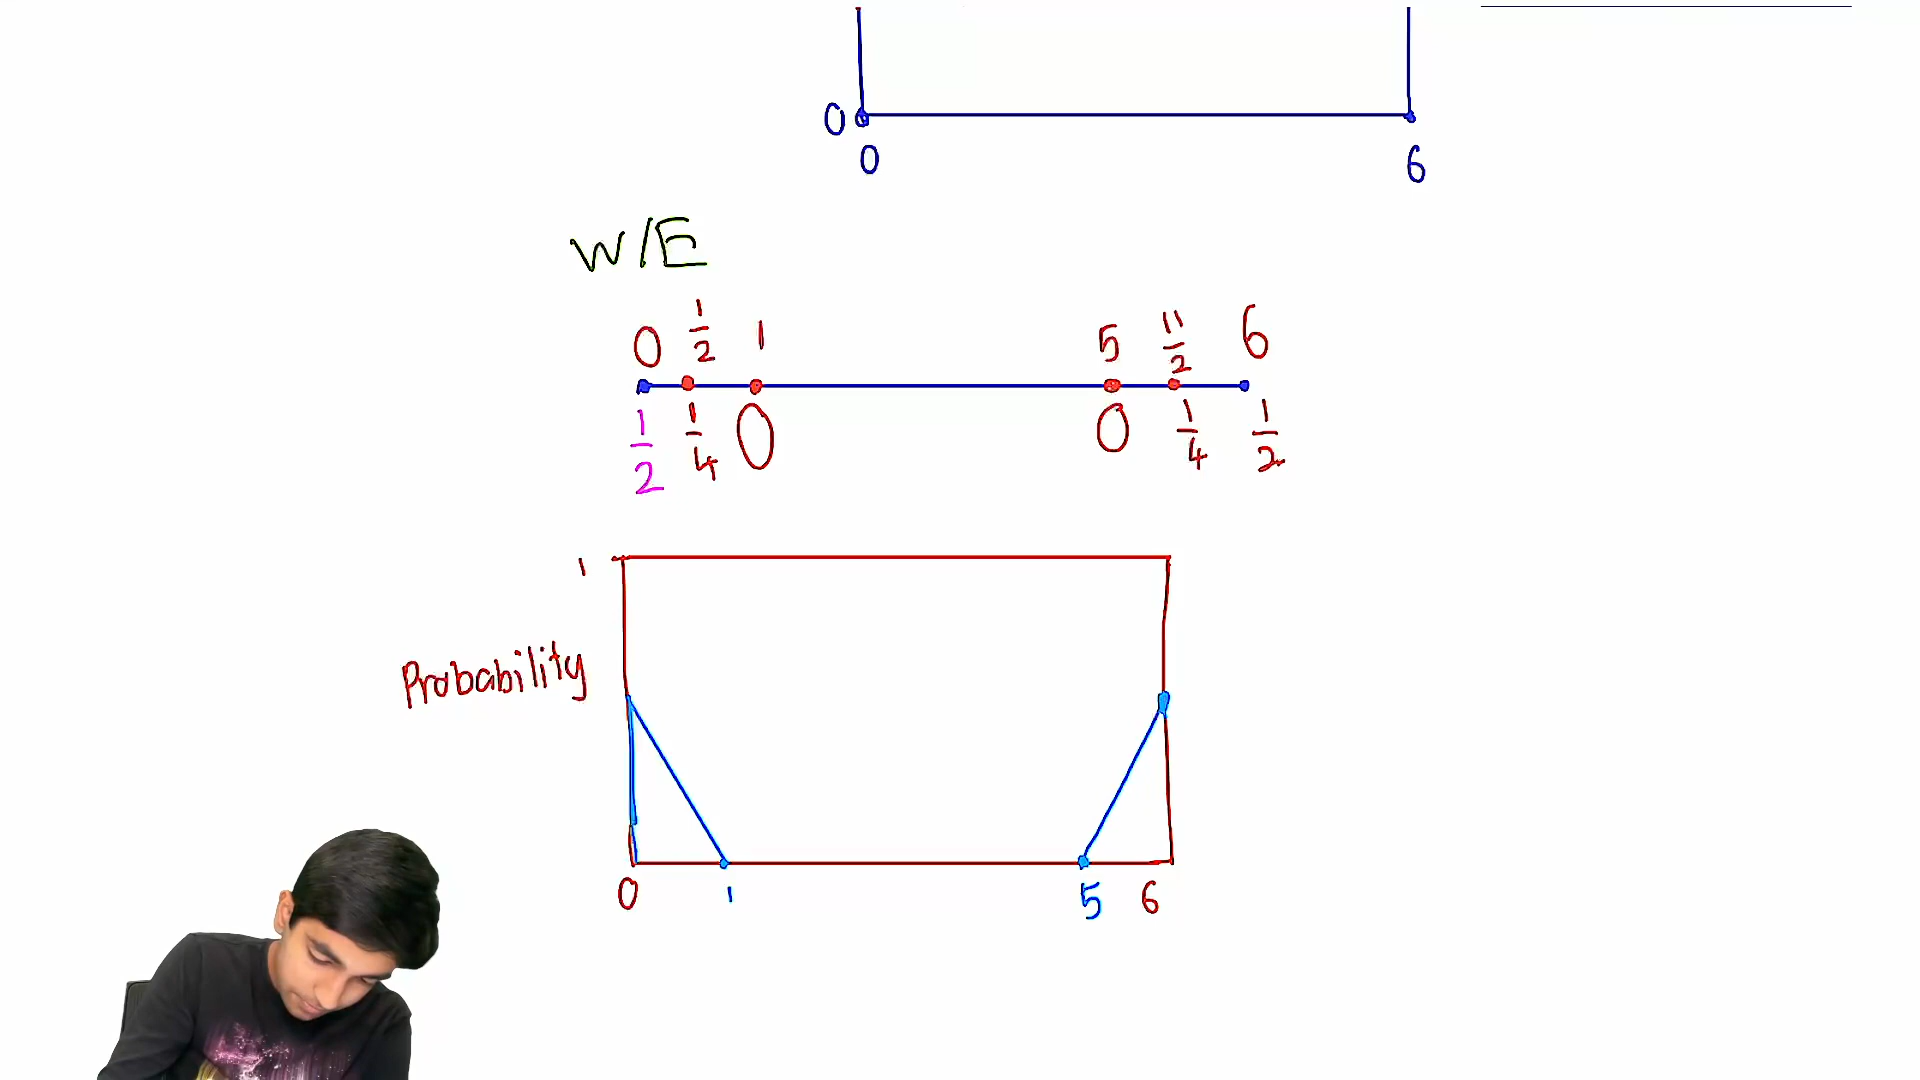 0
0 6
W/E
0 1/2 1 5 11/2 6
1/2 1/4 0 0 1/4 1/2
1
Probability
0 1 5 6